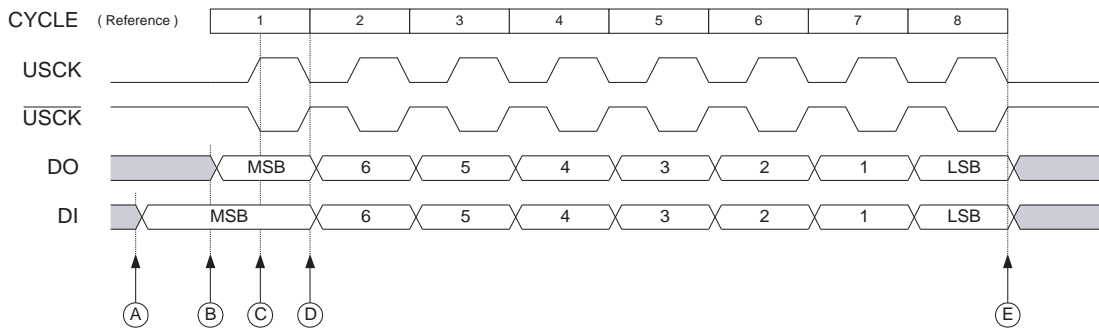 CYCLE ( Reference ) 1 2 3 4 5 6 7 8
USCK
USCK
DO MSB 6 5 4 3 2 1 LSB
DI MSB 6 5 4 3 2 1 LSB
A B C D E